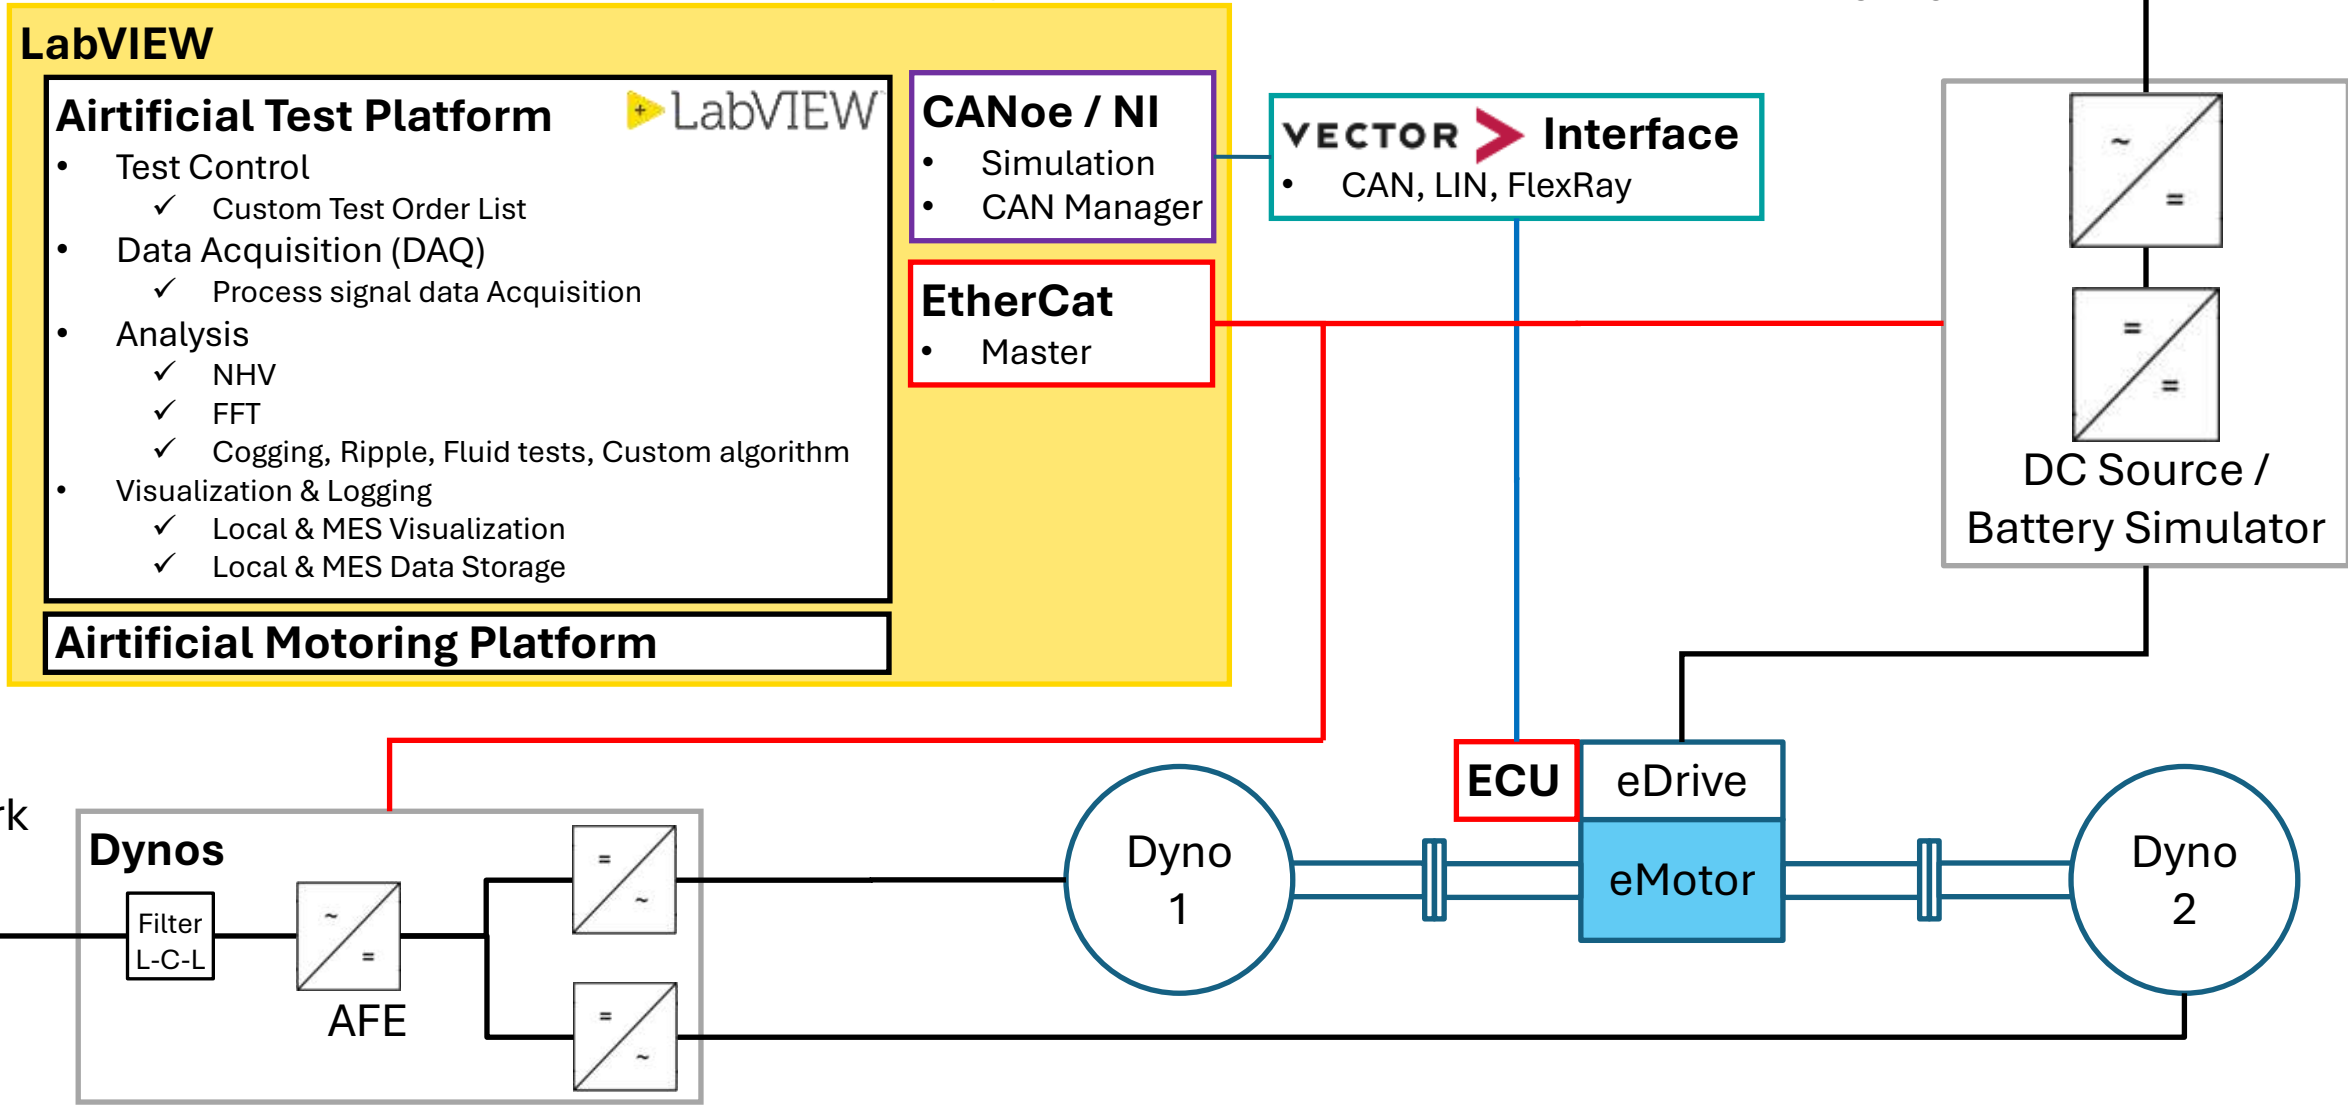 LabVIEW
Airtificial Test Platform
LabVIEW
• Test Control
✓ Custom Test Order List
• Data Acquisition (DAQ)
✓ Process signal data Acquisition
• Analysis
✓ NHV
✓ FFT
✓ Cogging, Ripple, Fluid tests, Custom algorithm
• Visualization & Logging
✓ Local & MES Visualization
✓ Local & MES Data Storage
Airtificial Motoring Platform
CANoe / NI
• Simulation
• CAN Manager
EtherCat
• Master
VECTOR Interface
• CAN, LIN, FlexRay
~
=
=
=
DC Source /
Battery Simulator
rk
Dynos
Filter
L-C-L
~
=
AFE
=
~
=
~
Dyno
1
ECU
eDrive
eMotor
Dyno
2